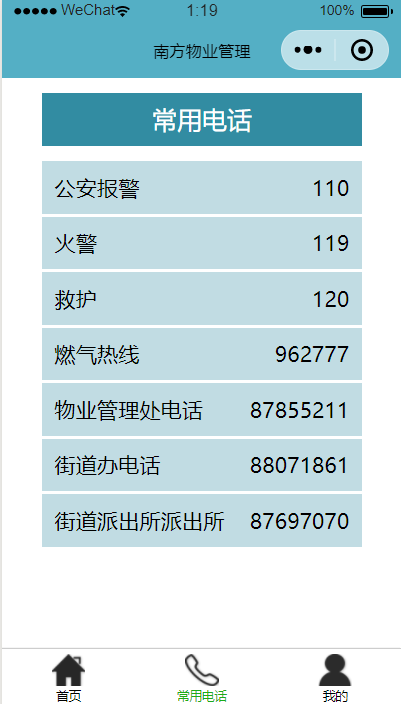 ●●●●● WeChat 1:19 100%
南方物业管理
常用电话
公安报警 110
火警 119
救护 120
燃气热线 962777
物业管理处电话 87855211
街道办电话 88071861
街道派出所派出所 87697070
首页 常用电话 我的